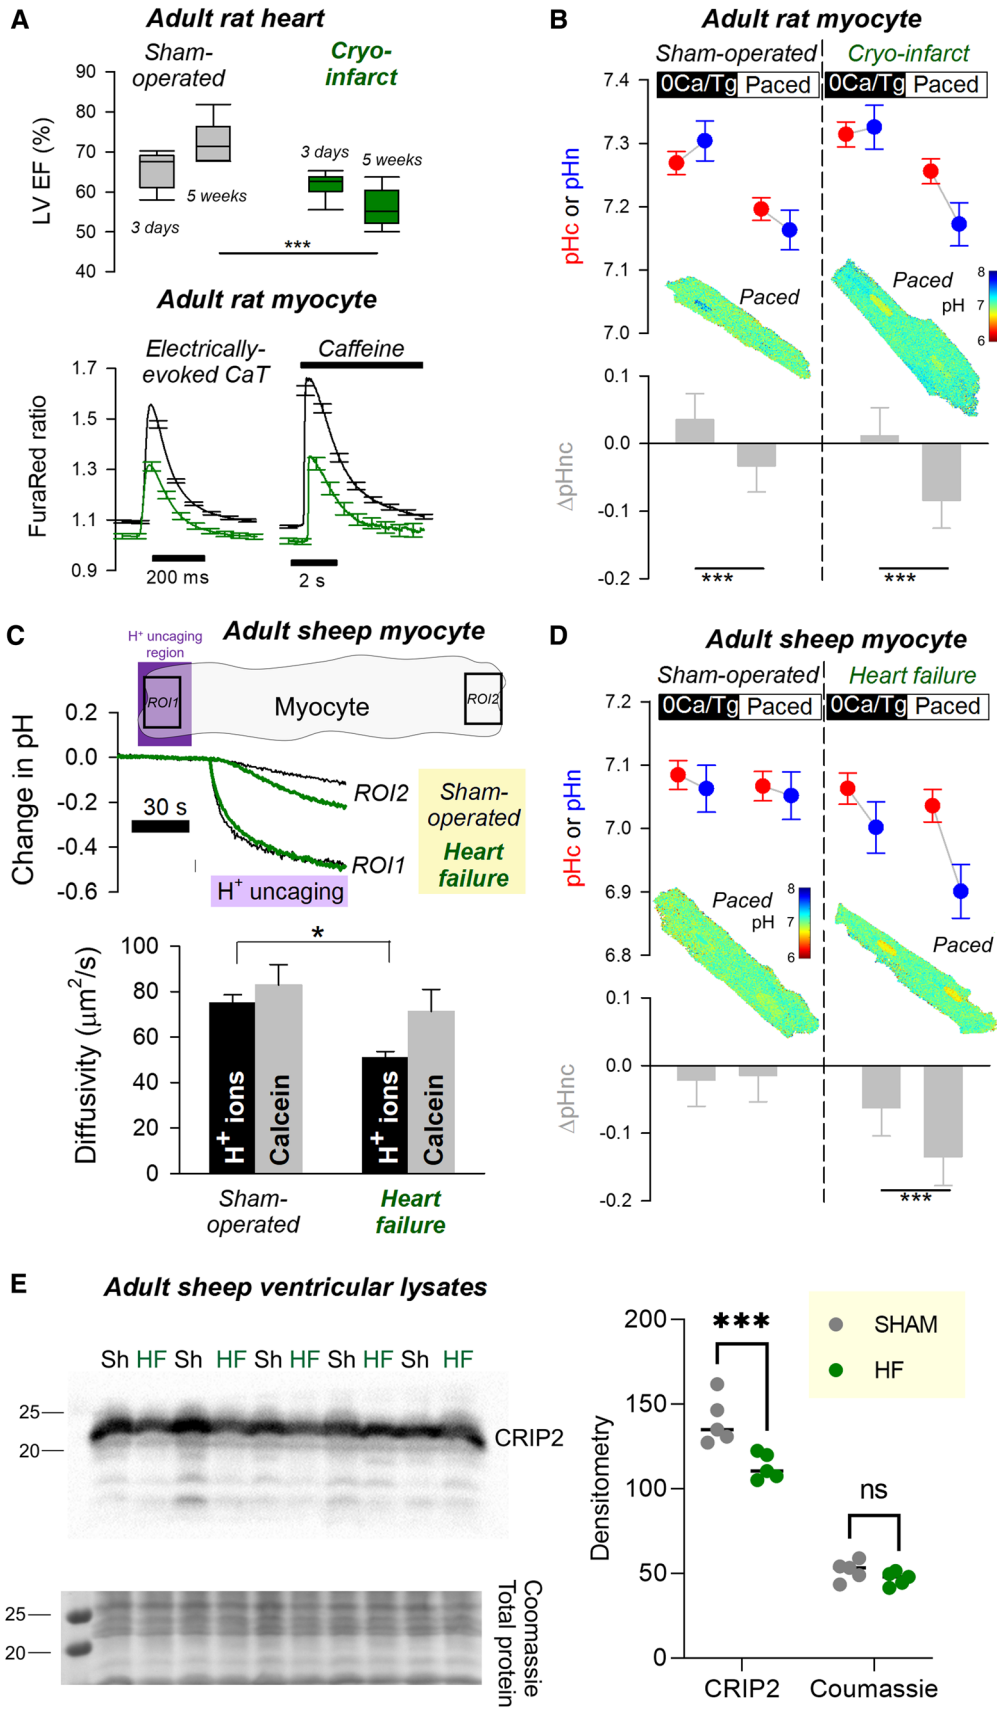 A
Adult rat heart
Sham-
operated
Cryo-
infarct
LV EF (%)
90
80
70
60
50
40
3 days
5 weeks
3 days
5 weeks
***
Adult rat myocyte
Electrically-
evoked CaT
Caffeine
FuraRed ratio
1.7
1.5
1.3
1.1
0.9
200 ms
2 s
B
Adult rat myocyte
Sham-operated
Cryo-infarct
0Ca/Tg
Paced
0Ca/Tg
Paced
pHc or pHn
7.4
7.3
7.2
7.1
7.0
Paced
Paced
pH
8
7
6
ΔpHnc
0.1
0.0
-0.1
-0.2
***
***
C
Adult sheep myocyte
H+ uncaging
region
ROI1
Myocyte
ROI2
Change in pH
0.2
0.0
-0.2
-0.4
-0.6
30 s
ROI2
ROI1
H+ uncaging
Sham-
operated
Heart
failure
Diffusivity (μm2/s)
100
80
60
40
20
0
*
H+ ions
Calcein
H+ ions
Calcein
Sham-
operated
Heart
failure
D
Adult sheep myocyte
Sham-operated
Heart failure
0Ca/Tg
Paced
0Ca/Tg
Paced
pHc or pHn
7.2
7.1
7.0
6.9
6.8
Paced
pH
8
7
6
Paced
ΔpHnc
0.1
0.0
-0.1
-0.2
***
E
Adult sheep ventricular lysates
Sh HF Sh HF Sh HF Sh HF Sh HF
25
20
CRIP2
25
20
Coomassie
Total protein
Densitometry
200
150
100
50
0
***
ns
SHAM
HF
CRIP2
Coumassie